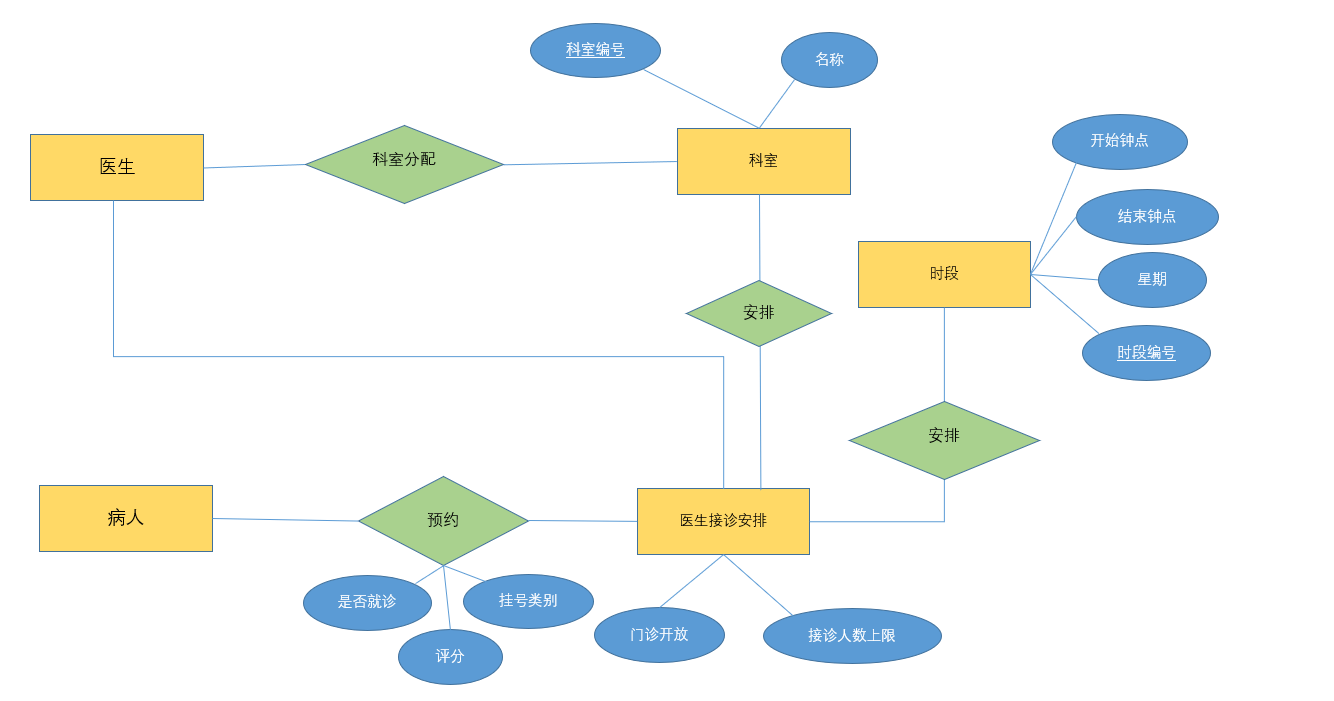 科室编号
名称
开始钟点
医生
科室分配
科室
结束钟点
时段
星期
安排
时段编号
安排
病人
预约
医生接诊安排
是否就诊
挂号类别
门诊开放
接诊人数上限
评分